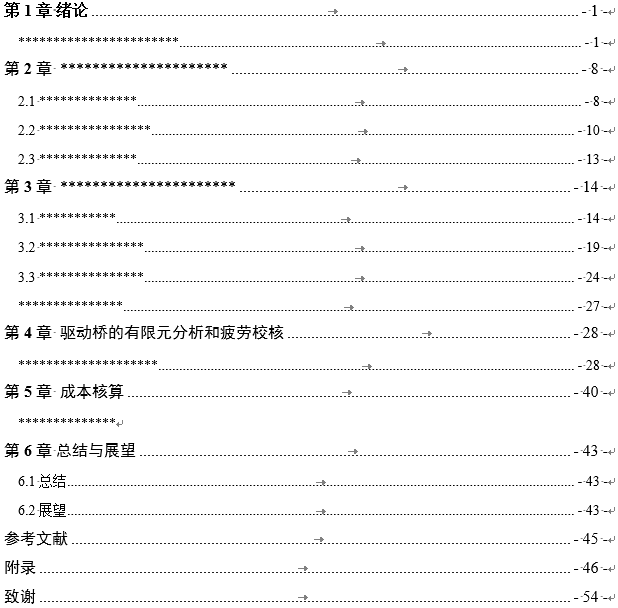 第 1 章 绪论 - 1 -
*********************** - 1 -
第 2 章 ********************* - 8 -
2.1 ************** - 8 -
2.2 **************** - 10 -
2.3 ************** - 13 -
第 3 章 ********************** - 14 -
3.1 *********** - 14 -
3.2 *************** - 19 -
3.3 *************** - 24 -
*************** - 27 -
第 4 章 驱动桥的有限元分析和疲劳校核 - 28 -
******************** - 28 -
第 5 章 成本核算 - 40 -
**************
第 6 章 总结与展望 - 43 -
6.1 总结 - 43 -
6.2 展望 - 43 -
参考文献 - 45 -
附录 - 46 -
致谢 - 54 -